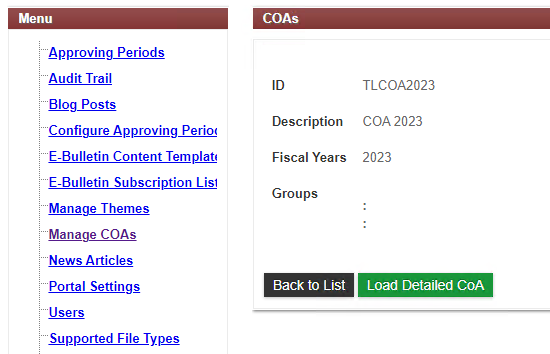 Menu
Approving Periods
Audit Trail
Blog Posts
Configure Approving Period
E-Bulletin Content Template
E-Bulletin Subscription List
Manage Themes
Manage COAs
News Articles
Portal Settings
Users
Supported File Types
COAs
ID TLCOA2023
Description COA 2023
Fiscal Years 2023
Groups
:
:
Back to List Load Detailed CoA